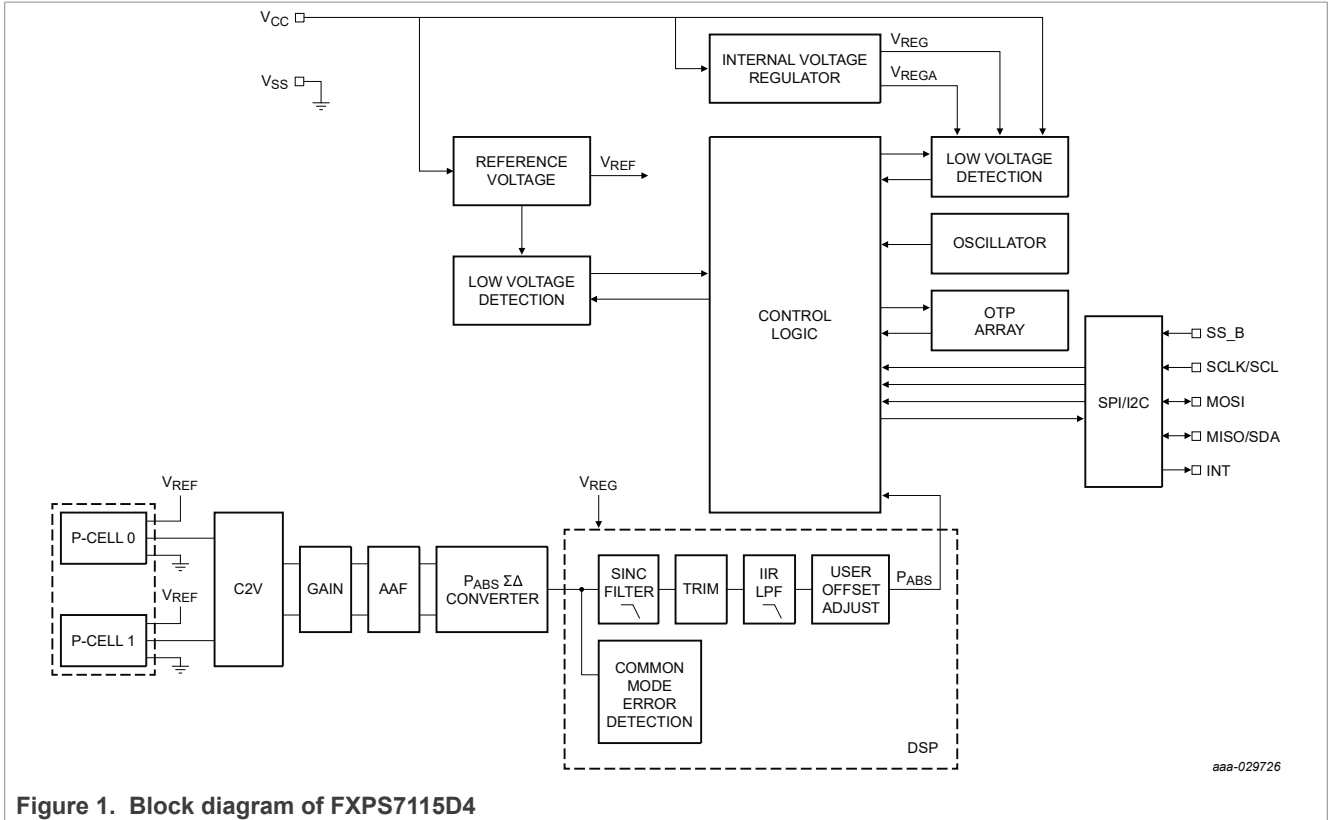 VCC
VSS
INTERNAL VOLTAGE
REGULATOR
VREG
VREGA
REFERENCE
VOLTAGE
VREF
LOW VOLTAGE
DETECTION
CONTROL
LOGIC
LOW VOLTAGE
DETECTION
OSCILLATOR
OTP
ARRAY
SPI/I2C
SS_B
SCLK/SCL
MOSI
MISO/SDA
INT
VREF
P-CELL 0
VREF
P-CELL 1
C2V
GAIN
AAF
PABS ΣΔ
CONVERTER
VREG
SINC
FILTER
TRIM
IIR
LPF
USER
OFFSET
ADJUST
PABS
COMMON
MODE
ERROR
DETECTION
DSP
aaa-029726
Figure 1. Block diagram of FXPS7115D4